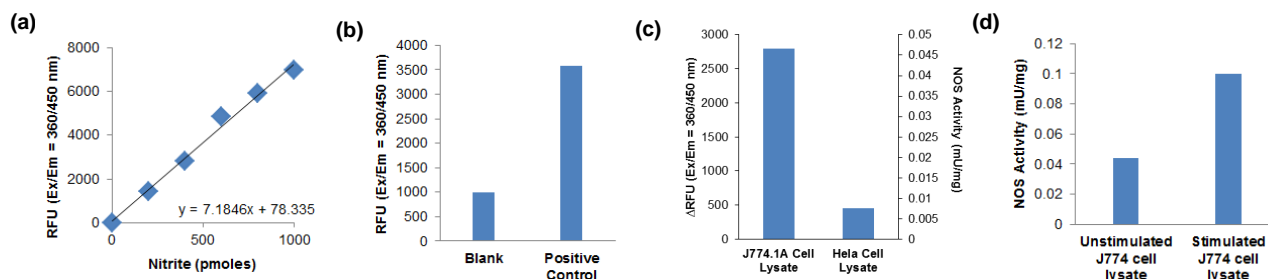 (a)
RFU (Ex/Em = 360/450 nm)
8000
6000
4000
2000
0
y = 7.1846x + 78.335
0
500
1000
Nitrite (pmoles)
(b)
RFU (Ex/Em = 360/450 nm)
4000
3500
3000
2500
2000
1500
1000
500
0
Blank
Positive
Control
(c)
ΔRFU (Ex/Em = 360/450 nm)
3000
2500
2000
1500
1000
500
0
0.05
0.045
0.04
0.035
0.03
0.025
0.02
0.015
0.01
0.005
0
NOS Activity (mU/mg)
J774.1A Cell
Lysate
Hela Cell
Lysate
(d)
NOS Activity (mU/mg)
0.12
0.1
0.08
0.06
0.04
0.02
0
Unstimulated
J774 cell
lysate
Stimulated
J774 cell
lysate